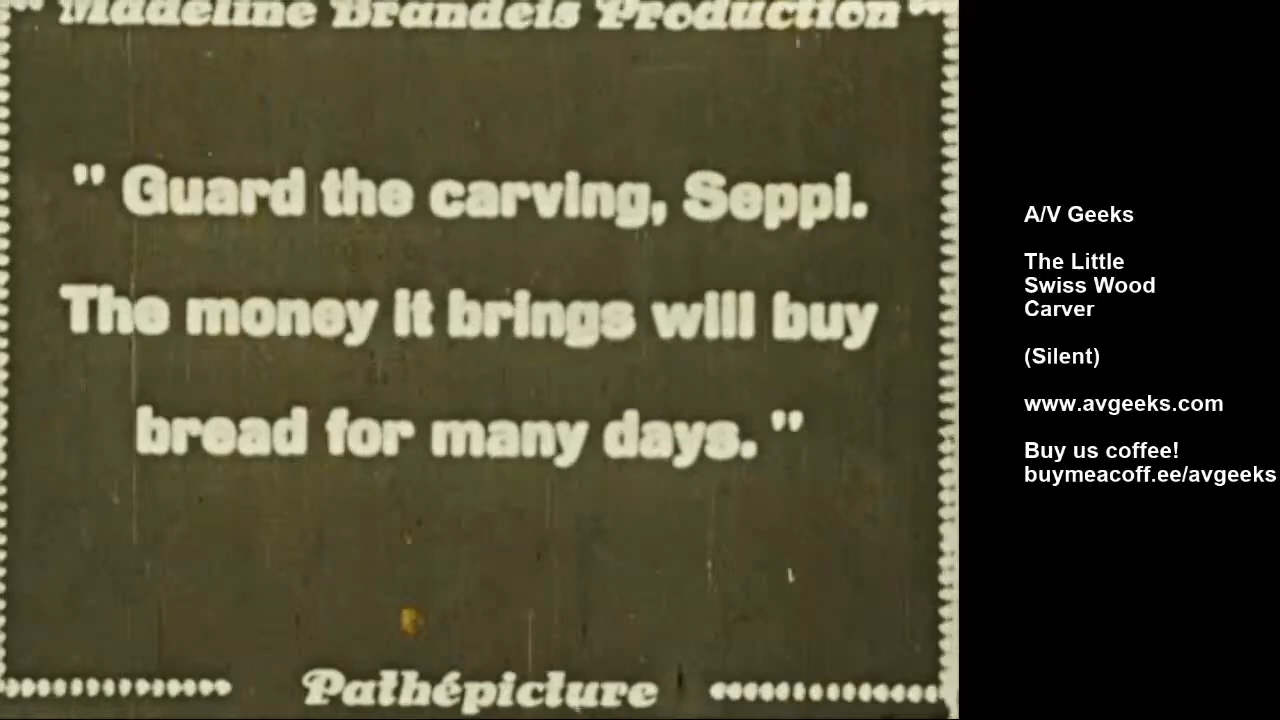 Madeline Brandeis Production
" Guard the carving, Seppi.
The money it brings will buy
bread for many days. "
Pathépicture
A/V Geeks
The Little
Swiss Wood
Carver
(Silent)
www.avgeeks.com
Buy us coffee!
buymeacoff.ee/avgeeks